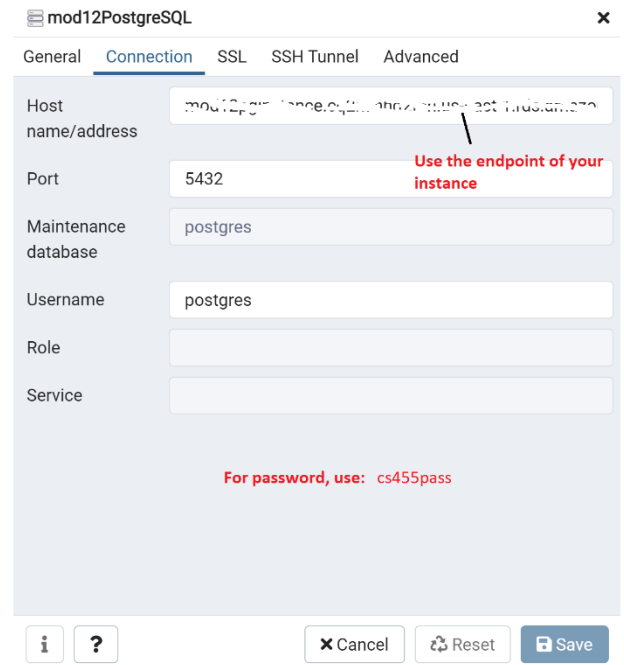 mod12PostgreSQL
General Connection SSL SSH Tunnel Advanced
Host
name/address
Use the endpoint of your
instance
Port 5432
Maintenance
database postgres
Username postgres
Role
Service
For password, use: cs455pass
i ? Cancel Reset Save